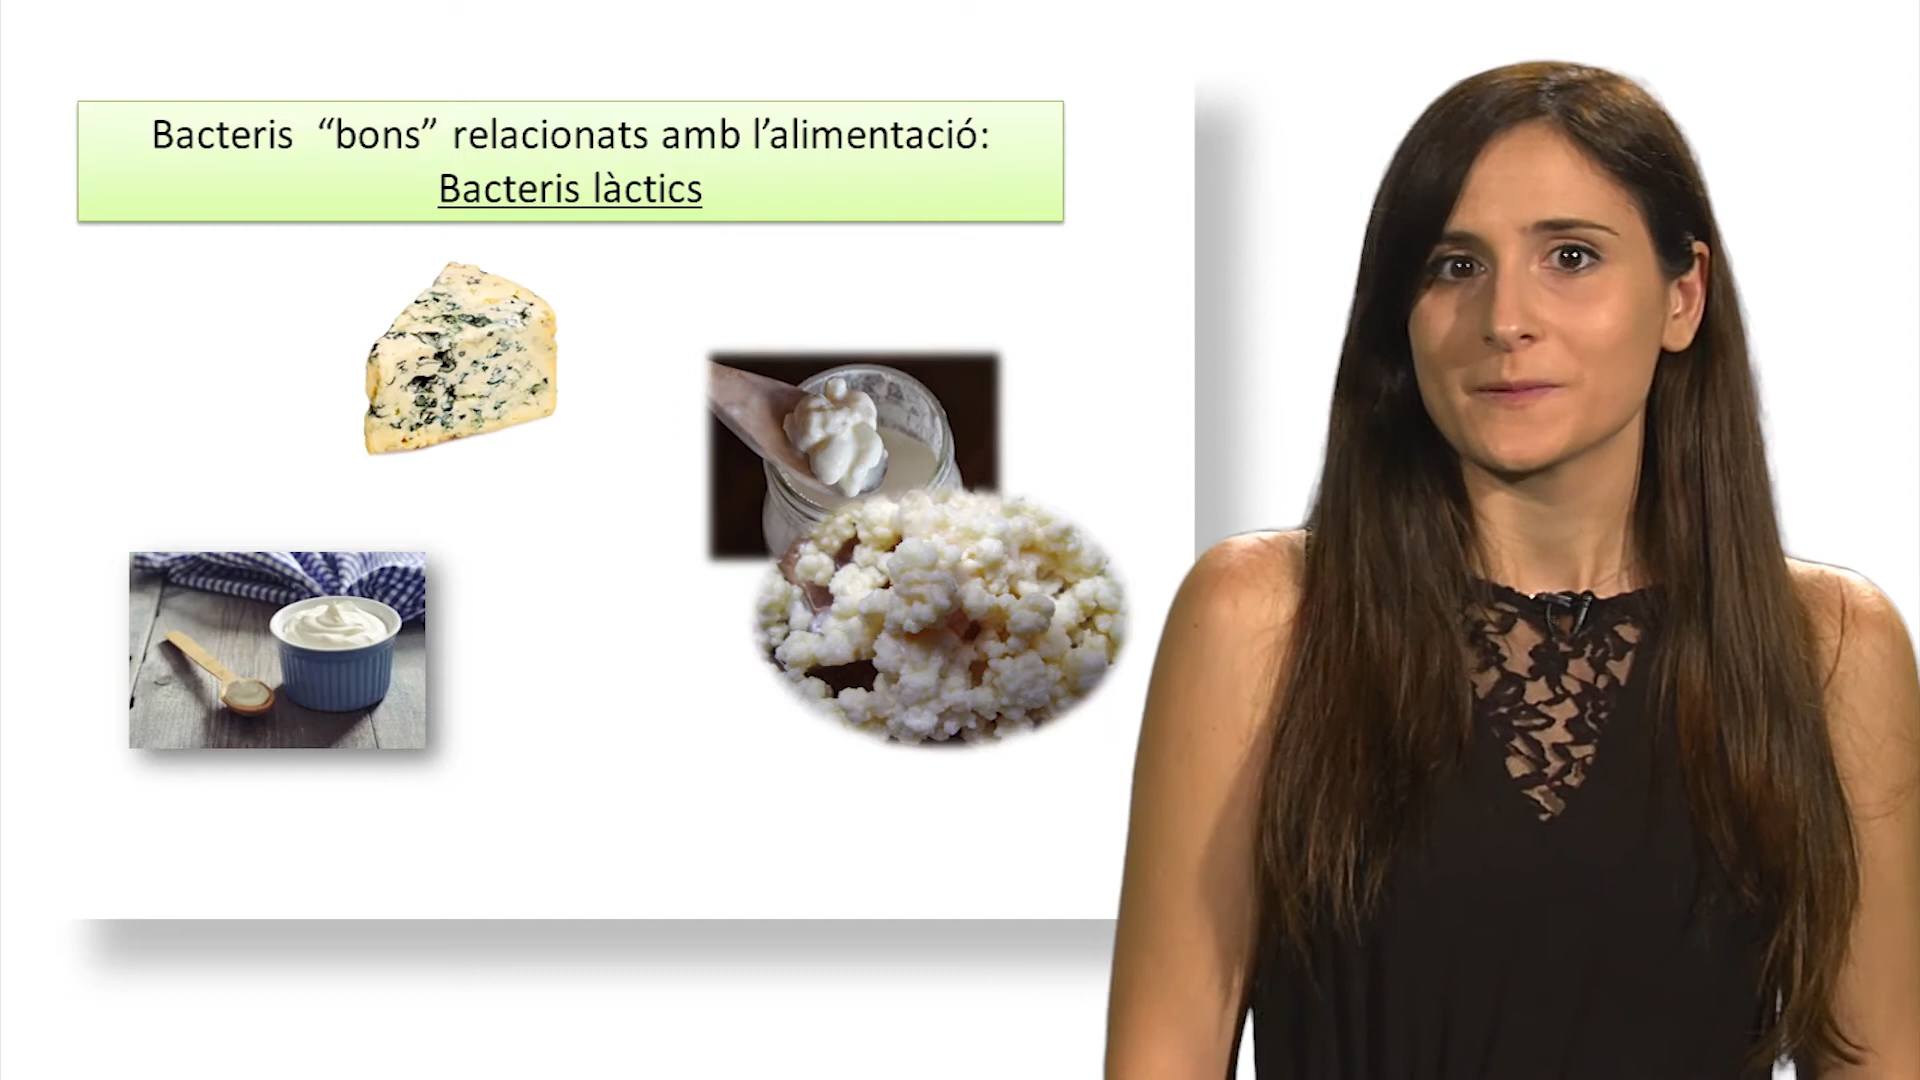 Bacteris “bons” relacionats amb l’alimentació:
Bacteris làctics